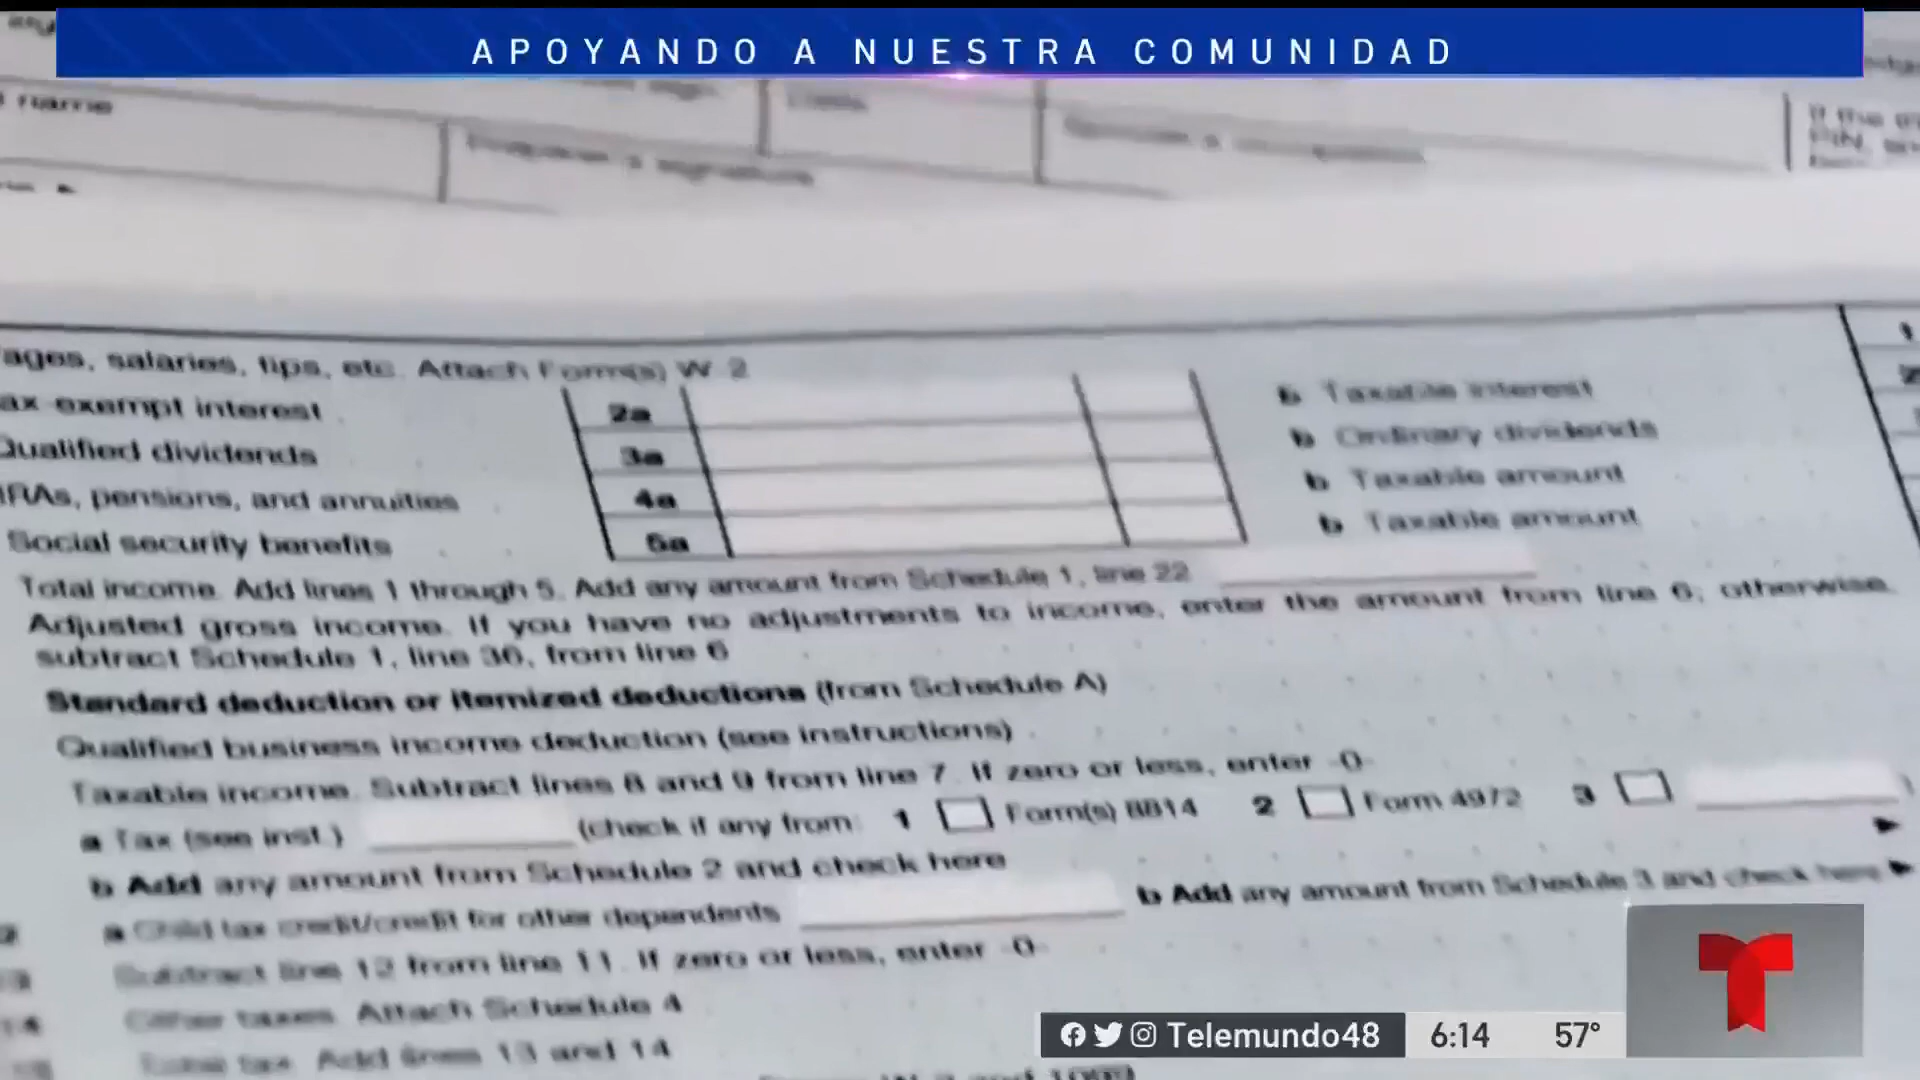 APOYANDO A NUESTRA COMUNIDAD
name
signature
ages, salaries, tips, etc. Attach Form(s) W-2
ax-exempt interest 2a b Taxable interest
Qualified dividends 3a b Ordinary dividends
IRAs, pensions, and annuities 4a b Taxable amount
Social security benefits 5a b Taxable amount
Total income. Add lines 1 through 5. Add any amount from Schedule 1, line 22
Adjusted gross income. If you have no adjustments to income, enter the amount from line 6; otherwise,
subtract Schedule 1, line 36, from line 6
Standard deduction or itemized deductions (from Schedule A)
Qualified business income deduction (see instructions)
Taxable income. Subtract lines 8 and 9 from line 7. If zero or less, enter -0-
a Tax (see inst.) (check if any from: 1 Form(s) 8814 2 Form 4972 3 )
b Add any amount from Schedule 2 and check here
a Child tax credit/credit for other dependents b Add any amount from Schedule 3 and check here
Subtract line 12 from line 11. If zero or less, enter -0-
Other taxes. Attach Schedule 4
Total tax. Add lines 13 and 14
Telemundo48 6:14 57°